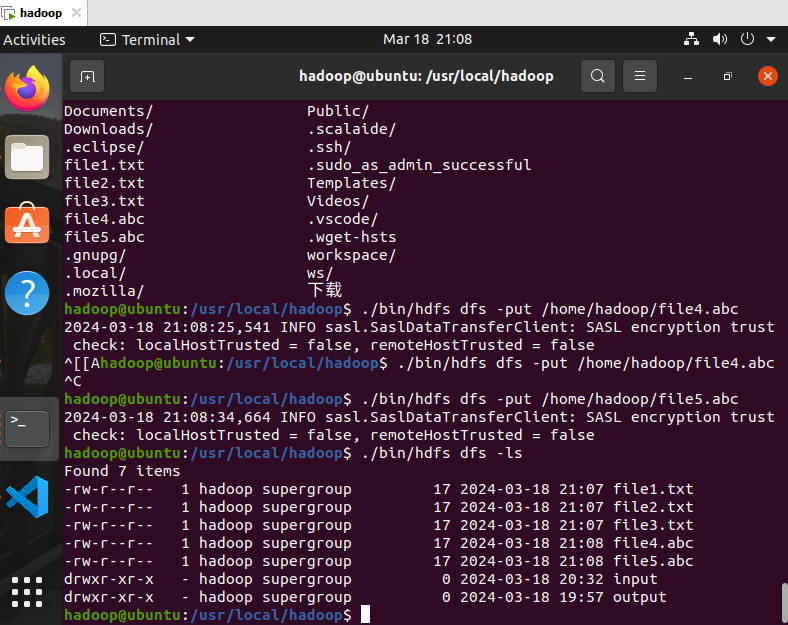 hadoop
Activities
Terminal
Mar 18 21:08
hadoop@ubuntu: /usr/local/hadoop
Documents/ Public/
Downloads/ .scalaide/
.eclipse/ .ssh/
file1.txt .sudo_as_admin_successful
file2.txt Templates/
file3.txt Videos/
file4.abc .vscode/
file5.abc .wget-hsts
.gnupg/ workspace/
.local/ ws/
.mozilla/ 下载
hadoop@ubuntu:/usr/local/hadoop$ ./bin/hdfs dfs -put /home/hadoop/file4.abc
2024-03-18 21:08:25,541 INFO sasl.SaslDataTransferClient: SASL encryption trust
check: localHostTrusted = false, remoteHostTrusted = false
^[[Ahadoop@ubuntu:/usr/local/hadoop$ ./bin/hdfs dfs -put /home/hadoop/file4.abc
^C
hadoop@ubuntu:/usr/local/hadoop$ ./bin/hdfs dfs -put /home/hadoop/file5.abc
2024-03-18 21:08:34,664 INFO sasl.SaslDataTransferClient: SASL encryption trust
check: localHostTrusted = false, remoteHostTrusted = false
hadoop@ubuntu:/usr/local/hadoop$ ./bin/hdfs dfs -ls
Found 7 items
-rw-r--r-- 1 hadoop supergroup 17 2024-03-18 21:07 file1.txt
-rw-r--r-- 1 hadoop supergroup 17 2024-03-18 21:07 file2.txt
-rw-r--r-- 1 hadoop supergroup 17 2024-03-18 21:07 file3.txt
-rw-r--r-- 1 hadoop supergroup 17 2024-03-18 21:08 file4.abc
-rw-r--r-- 1 hadoop supergroup 17 2024-03-18 21:08 file5.abc
drwxr-xr-x - hadoop supergroup 0 2024-03-18 20:32 input
drwxr-xr-x - hadoop supergroup 0 2024-03-18 19:57 output
hadoop@ubuntu:/usr/local/hadoop$